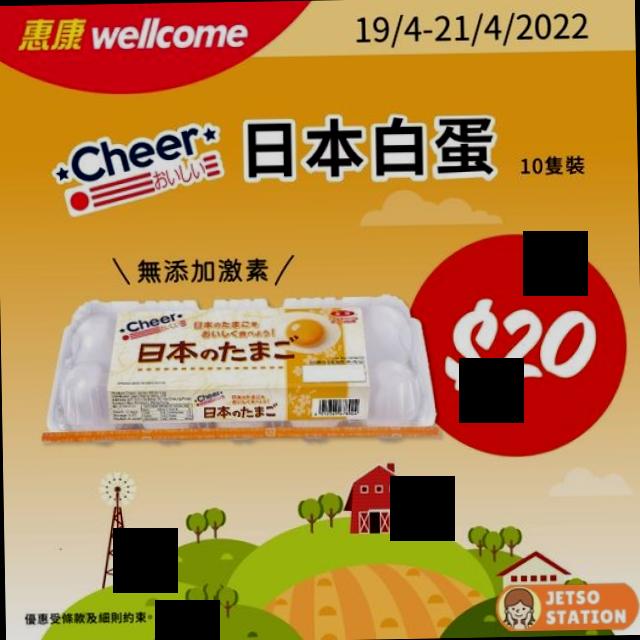 惠康 wellcome
19/4-21/4/2022
Cheer
おいしい
日本白蛋
10隻裝
無添加激素
Cheer
日本のたまごを
おいしく食べよう!
日本のたまご
Cheer
日本のたまご
$20
優惠受條款及細則約束。
JETSO
STATION